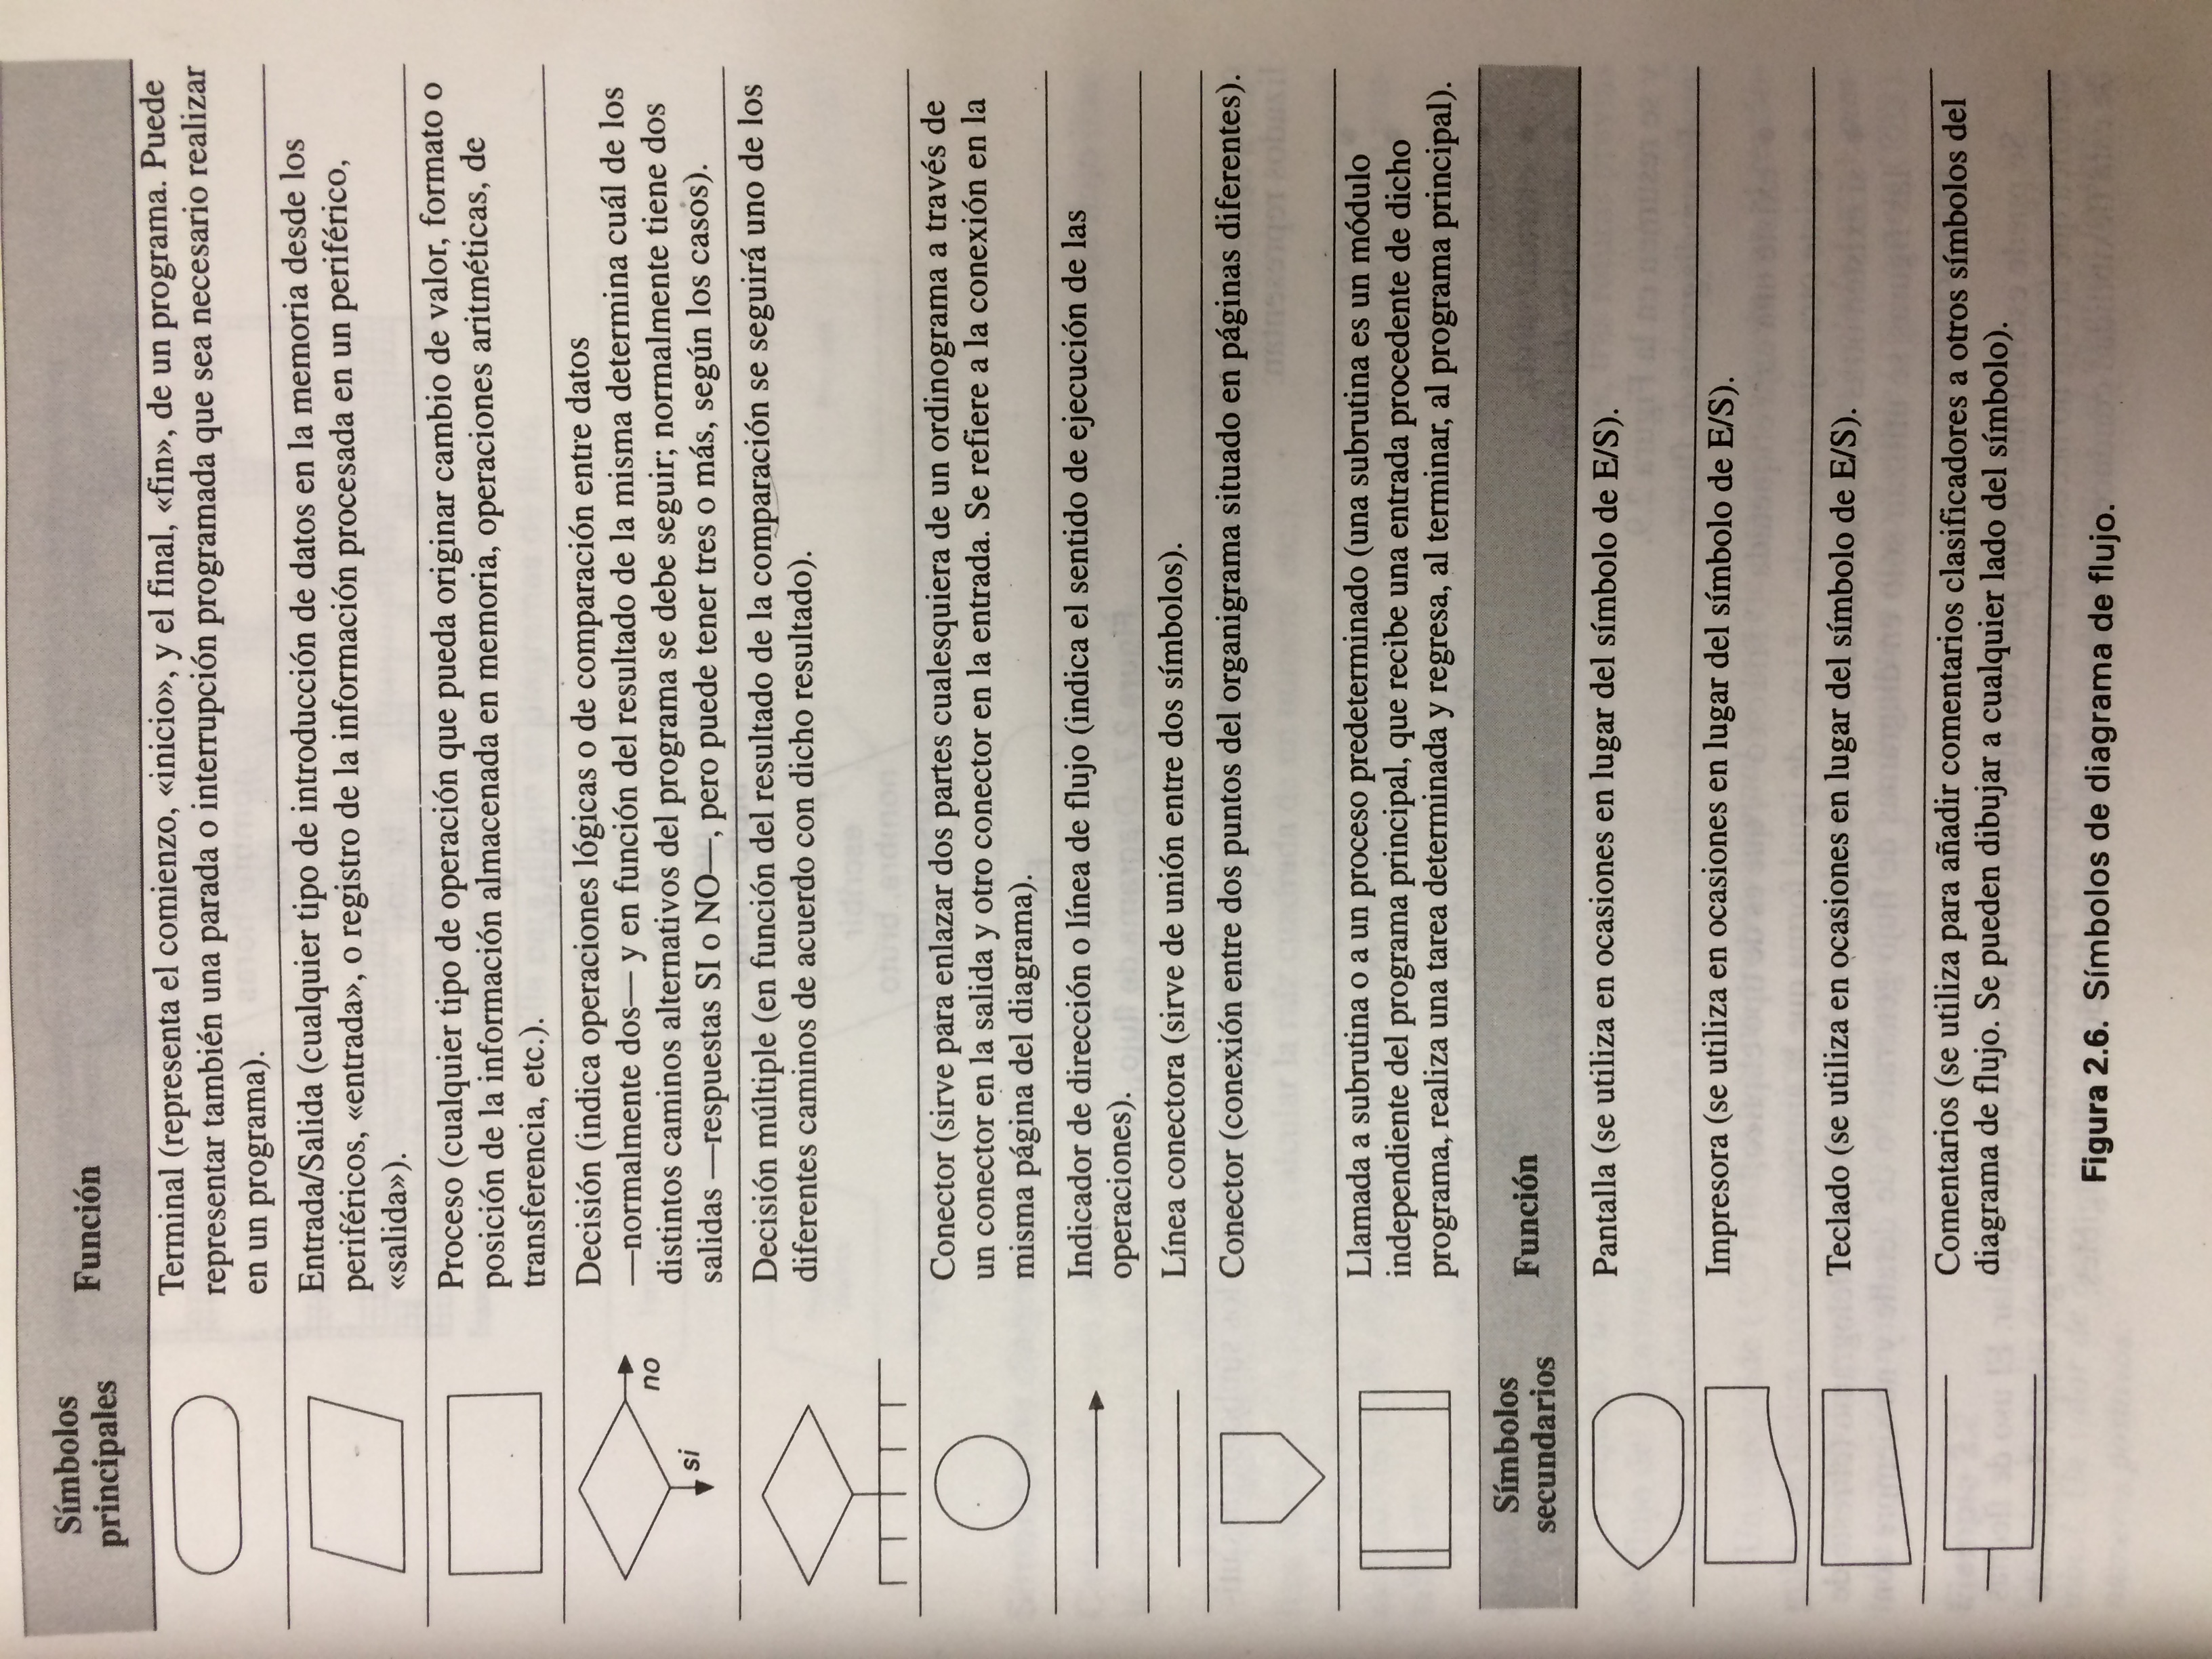 Símbolos
principales
Función
Terminal (representa el comienzo, «inicio», y el final, «fin», de un programa. Puede
representar también una parada o interrupción programada que sea necesario realizar
en un programa).
Entrada/Salida (cualquier tipo de introducción de datos en la memoria desde los
periféricos, «entrada», o registro de la información procesada en un periférico,
«salida»).
Proceso (cualquier tipo de operación que pueda originar cambio de valor, formato o
posición de la información almacenada en memoria, operaciones aritméticas, de
transferencia, etc.).
no
si
Decisión (indica operaciones lógicas o de comparación entre datos
—normalmente dos— y en función del resultado de la misma determina cuál de los
distintos caminos alternativos del programa se debe seguir; normalmente tiene dos
salidas —respuestas SI o NO—, pero puede tener tres o más, según los casos).
Decisión múltiple (en función del resultado de la comparación se seguirá uno de los
diferentes caminos de acuerdo con dicho resultado).
Conector (sirve para enlazar dos partes cualesquiera de un ordinograma a través de
un conector en la salida y otro conector en la entrada. Se refiere a la conexión en la
misma página del diagrama).
Indicador de dirección o línea de flujo (indica el sentido de ejecución de las
operaciones).
Línea conectora (sirve de unión entre dos símbolos).
Conector (conexión entre dos puntos del organigrama situado en páginas diferentes).
Llamada a subrutina o a un proceso predeterminado (una subrutina es un módulo
independiente del programa principal, que recibe una entrada procedente de dicho
programa, realiza una tarea determinada y regresa, al terminar, al programa principal).
Símbolos
secundarios
Función
Pantalla (se utiliza en ocasiones en lugar del símbolo de E/S).
Impresora (se utiliza en ocasiones en lugar del símbolo de E/S).
Teclado (se utiliza en ocasiones en lugar del símbolo de E/S).
Comentarios (se utiliza para añadir comentarios clasificadores a otros símbolos del
diagrama de flujo. Se pueden dibujar a cualquier lado del símbolo).
Figura 2.6. Símbolos de diagrama de flujo.